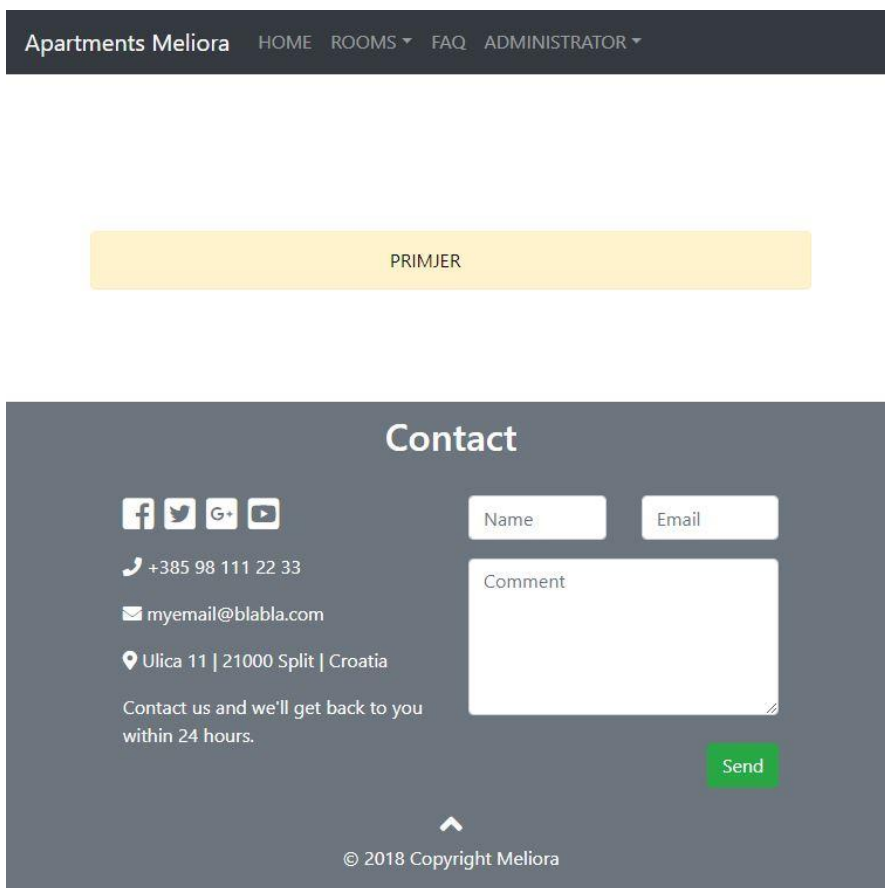 Apartments Meliora HOME ROOMS FAQ ADMINISTRATOR
PRIMJER
Contact
G+
+385 98 111 22 33
myemail@blabla.com
Ulica 11 | 21000 Split | Croatia
Contact us and we'll get back to you
within 24 hours.
Name Email
Comment
Send
© 2018 Copyright Meliora